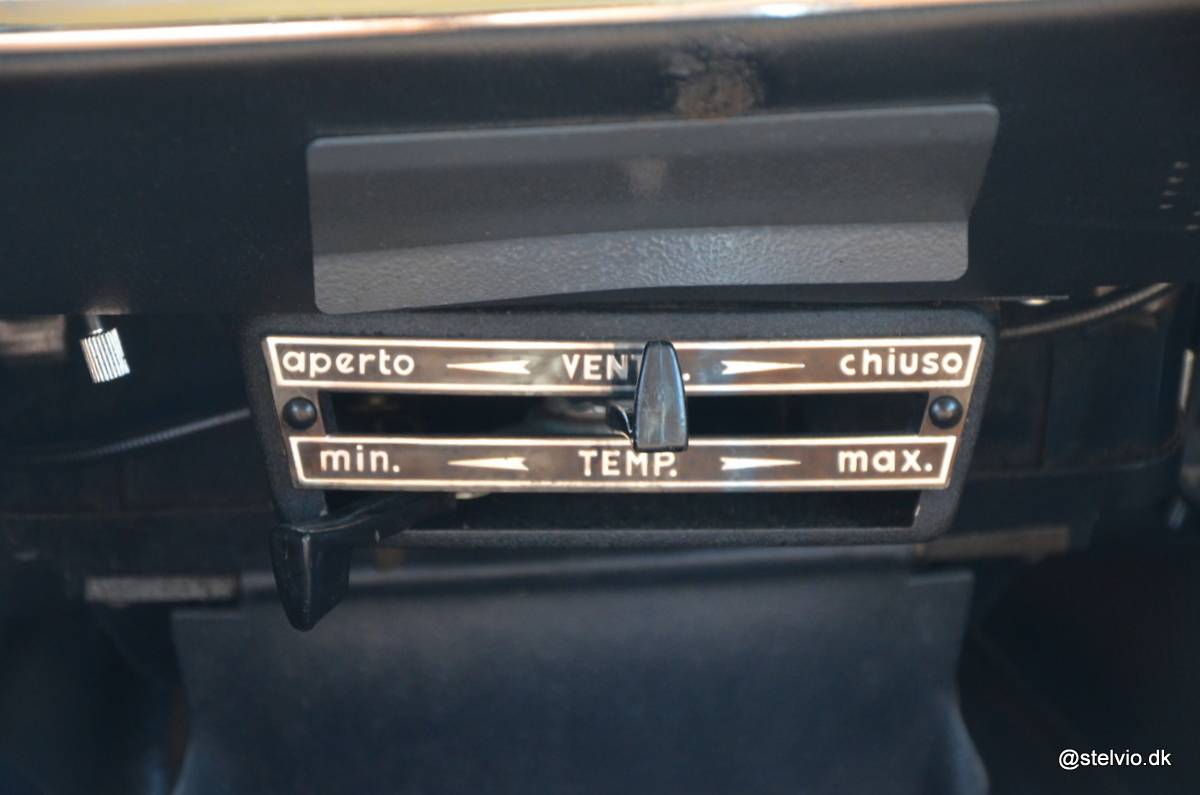 aperto VENT. chiuso
min. TEMP. max.
@stelvio.dk